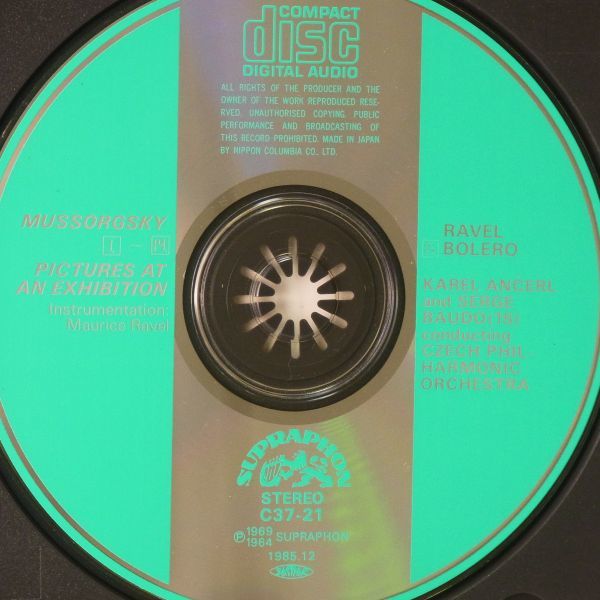 COMPACT
disc
DIGITAL AUDIO
ALL RIGHTS OF THE PRODUCER AND THE
OWNER OF THE WORK REPRODUCED RESE-
RVED. UNAUTHORISED COPYING, PUBLIC
PERFORMANCE AND BROADCASTING OF
THIS RECORD PROHIBITED. MADE IN JAPAN
BY NIPPON COLUMBIA CO., LTD.
MUSSORGSKY
1 ~
PICTURES AT
AN EXHIBITION
Instrumentation:
Maurice Ravel
RAVEL
BOLERO
KAREL ANČERL
and SERGE
BAUDO(15)
conducting
CZECH PHIL-
HARMONIC
ORCHESTRA
SUPRAPHON
STEREO
C37-21
℗ 1969
1964 SUPRAPHON
1985.12